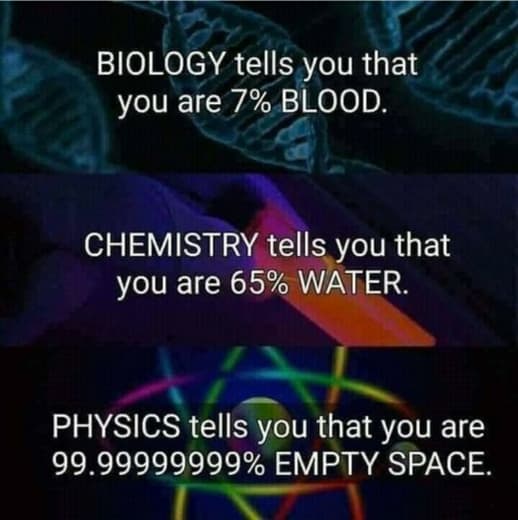 BIOLOGY tells you that
you are 7% BLOOD.
CHEMISTRY tells you that
you are 65% WATER.
PHYSICS tells you that you are
99.99999999% EMPTY SPACE.